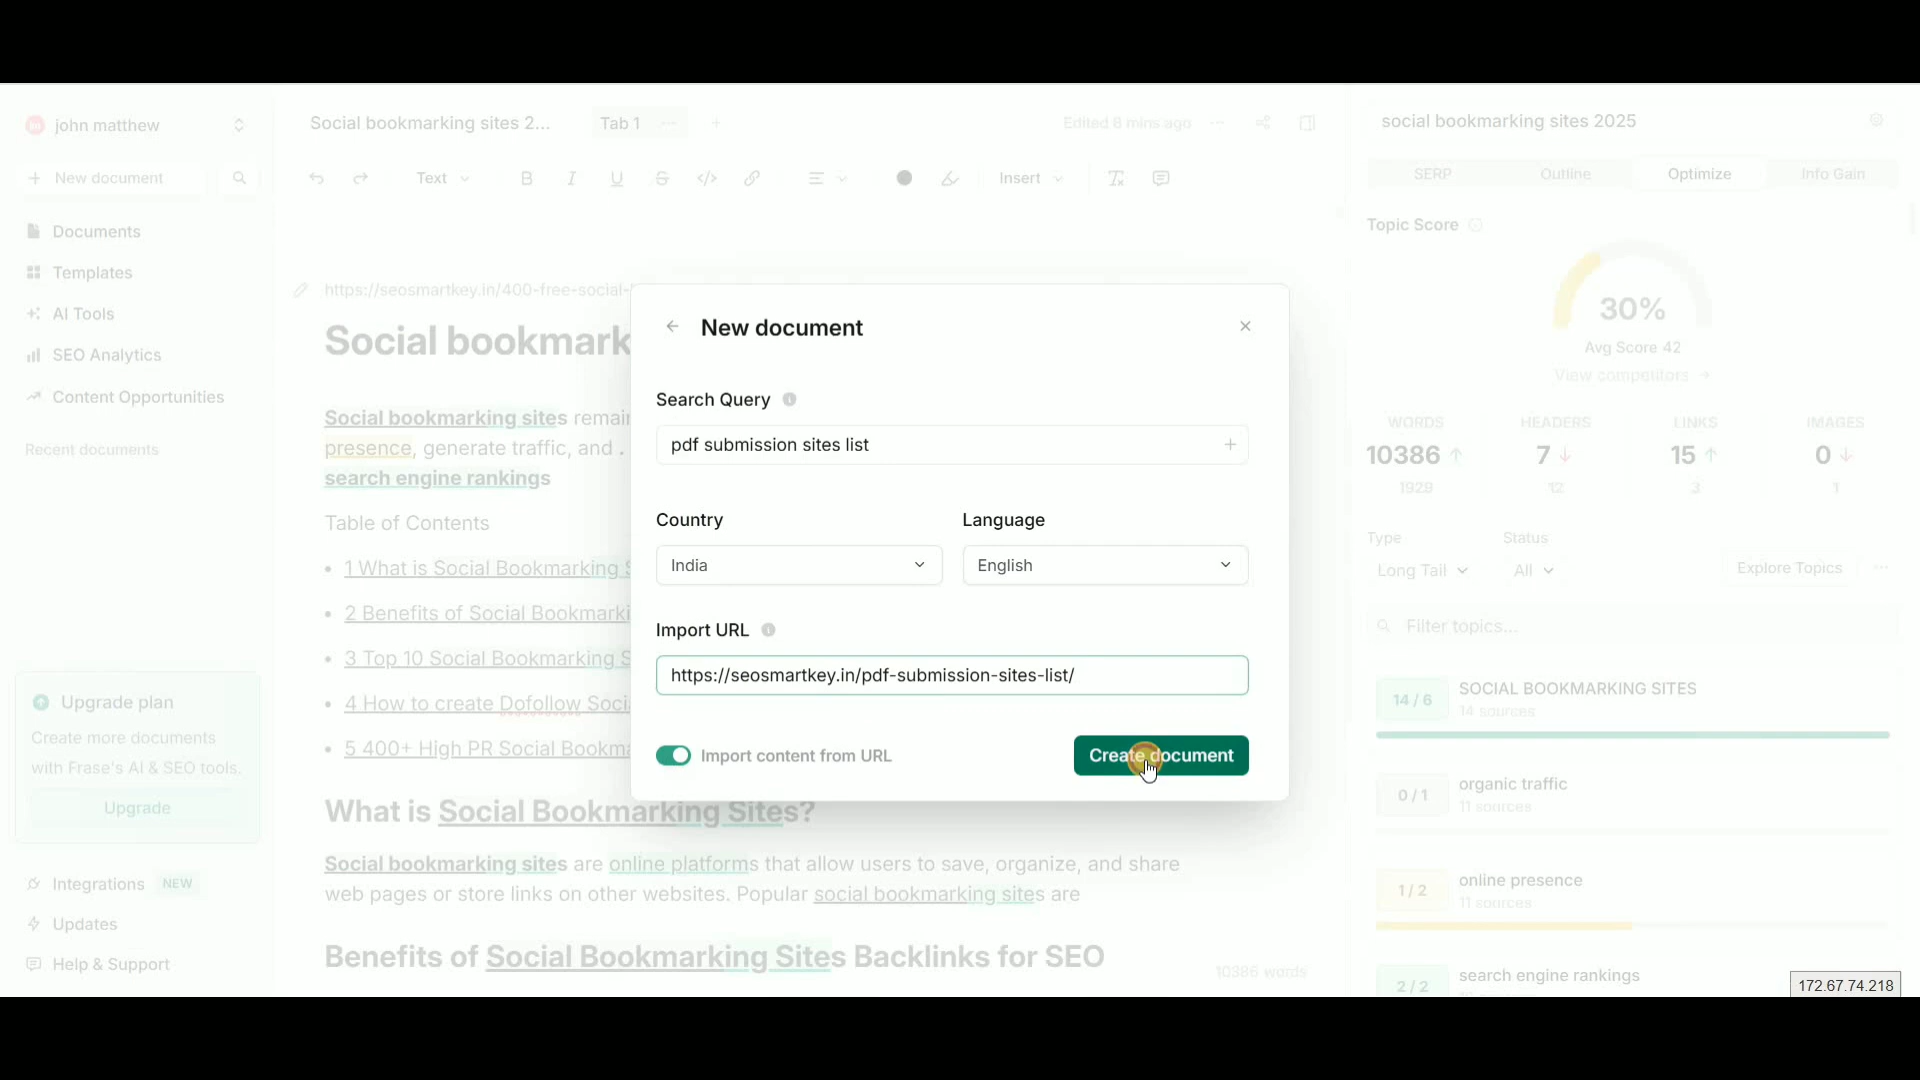 john matthew
New document
Documents
Templates
AI Tools
SEO Analytics
Content Opportunities
Recent documents
Upgrade plan
Create more documents
with Frase's AI & SEO tools.
Upgrade
Integrations NEW
Updates
Help & Support
Social bookmarking sites 2...
Tab 1
Edited 6 mins ago
Text
Insert
https://seosmartkey.in/400-free-social-
Social bookmark
Social bookmarking sites remai
presence, generate traffic, and .
search engine rankings
Table of Contents
1 What is Social Bookmarking S
2 Benefits of Social Bookmarki
3 Top 10 Social Bookmarking S
4 How to create Dofollow Soci
5 400+ High PR Social Bookma
What is Social Bookmarking Sites?
Social bookmarking sites are online platforms that allow users to save, organize, and share
web pages or store links on other websites. Popular social bookmarking sites are
Benefits of Social Bookmarking Sites Backlinks for SEO
10386 words
New document
Search Query
pdf submission sites list
Country
Language
India
English
Import URL
https://seosmartkey.in/pdf-submission-sites-list/
Import content from URL
Create document
social bookmarking sites 2025
SERP Outline Optimize Info Gain
Topic Score
30%
Avg Score 42
View competitors
WORDS HEADERS LINKS IMAGES
10386 ↑ 7 ↓ 15 ↑ 0 ↓
1929 12 3 1
Type Status
Long Tail All Explore Topics
Filter topics...
14 / 6 SOCIAL BOOKMARKING SITES
14 sources
0 / 1 organic traffic
11 sources
1 / 2 online presence
11 sources
2 / 2 search engine rankings
172.67.74.218